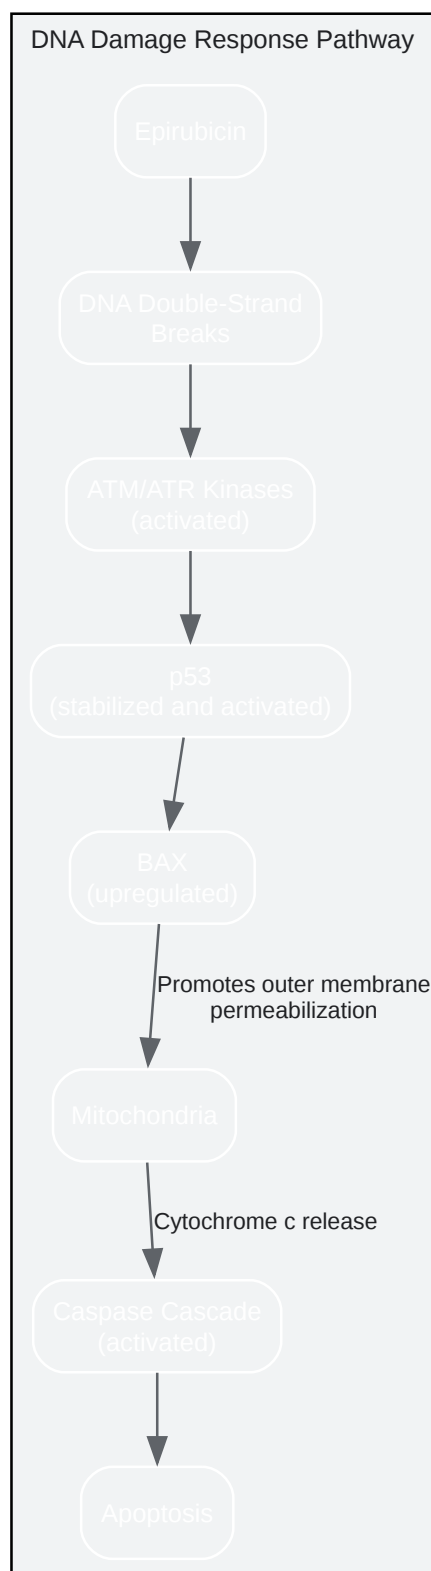 DNA Damage Response Pathway
Epirubicin
DNA Double-Strand
Breaks
ATM/ATR Kinases
(activated)
p53
(stabilized and activated)
BAX
(upregulated)
Promotes outer membrane
permeabilization
Mitochondria
Cytochrome c release
Caspase Cascade
(activated)
Apoptosis